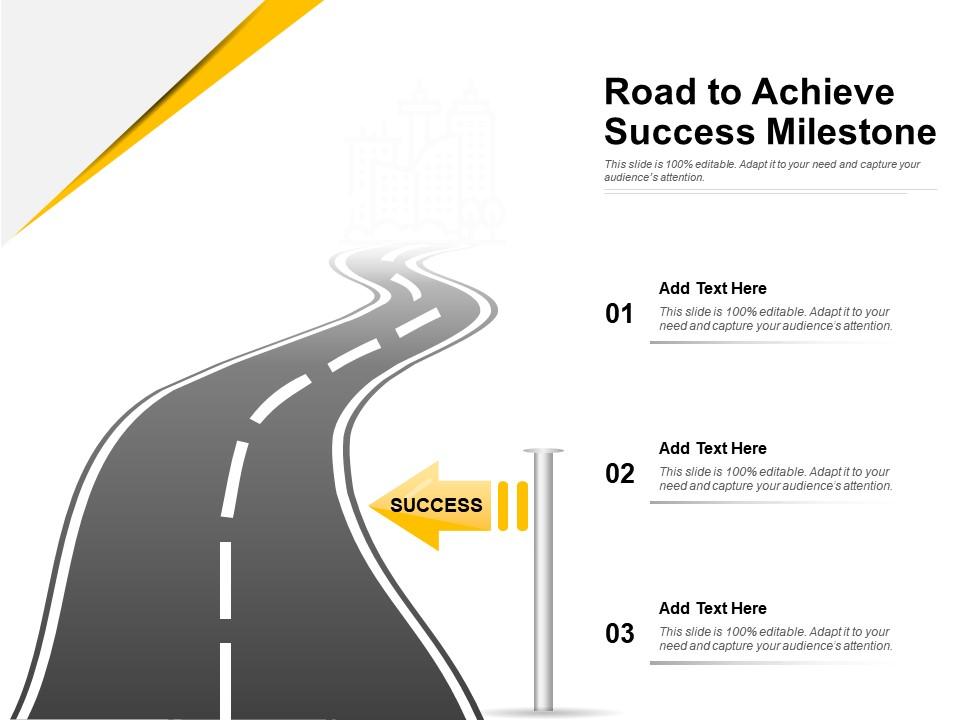 Road to Achieve
Success Milestone
This slide is 100% editable. Adapt it to your need and capture your
audience's attention.
01
Add Text Here
This slide is 100% editable. Adapt it to your
need and capture your audience's attention.
02
Add Text Here
This slide is 100% editable. Adapt it to your
need and capture your audience's attention.
SUCCESS
03
Add Text Here
This slide is 100% editable. Adapt it to your
need and capture your audience's attention.